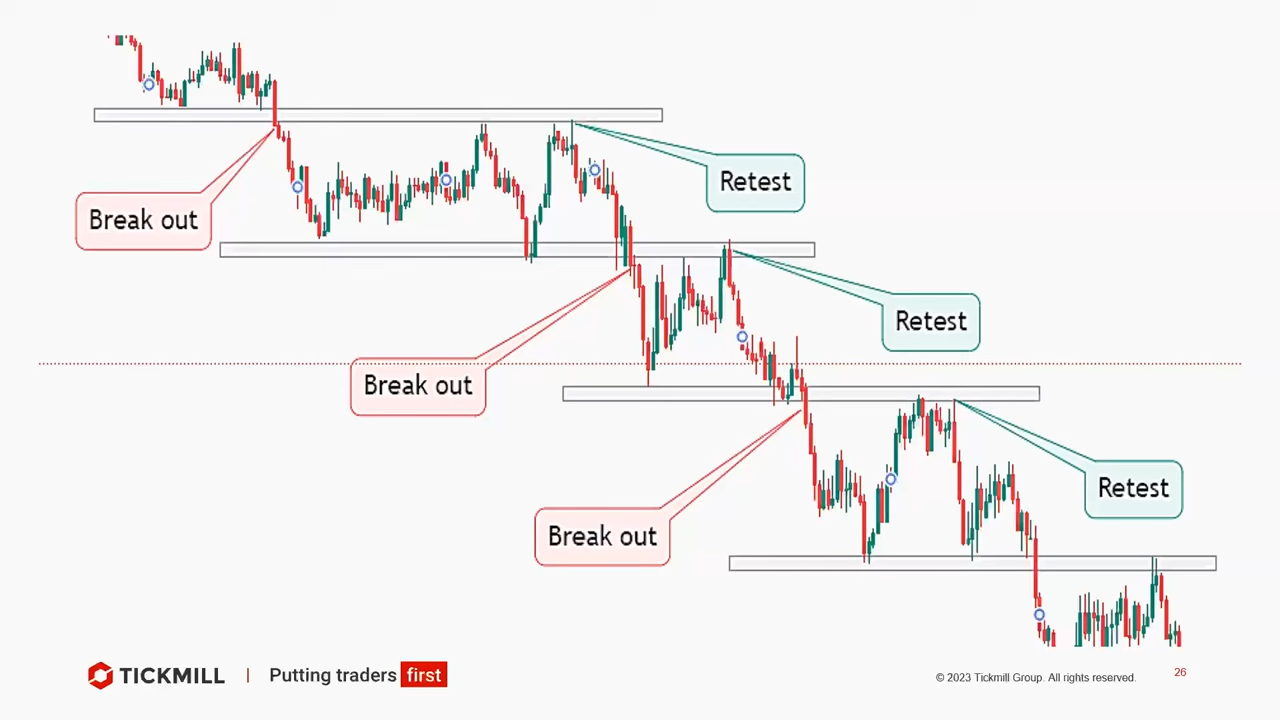 Retest
Break out
Retest
Break out
Retest
Break out
TICKMILL | Putting traders first
© 2023 Tickmill Group. All rights reserved.
26